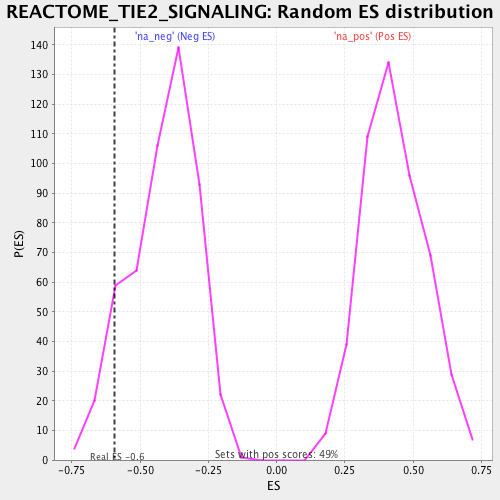 REACTOME_TIE2_SIGNALING: Random ES distribution
'na_neg' (Neg ES) 'na_pos' (Pos ES)
140
130
120
110
100
90
80
70
60
50
40
30
20
10
0
P(ES)
Real ES -0.6
Sets with pos scores: 49%
-0.75 -0.50 -0.25 0.00 0.25 0.50 0.75
ES